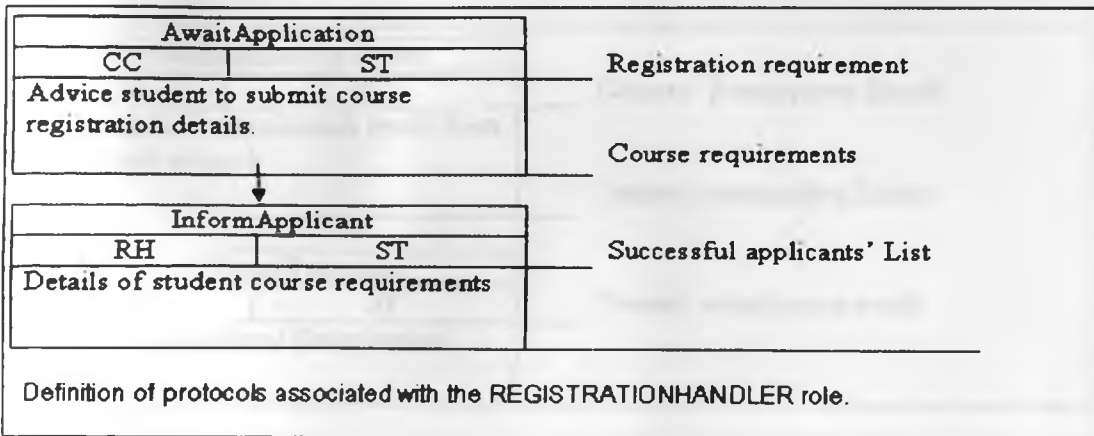 AwaitApplication
CC ST
Registration requirement
Advice student to submit course
registration details.
Course requirements
InformApplicant
RH ST
Successful applicants' List
Details of student course requirements
Definition of protocols associated with the REGISTRATIONHANDLER role.